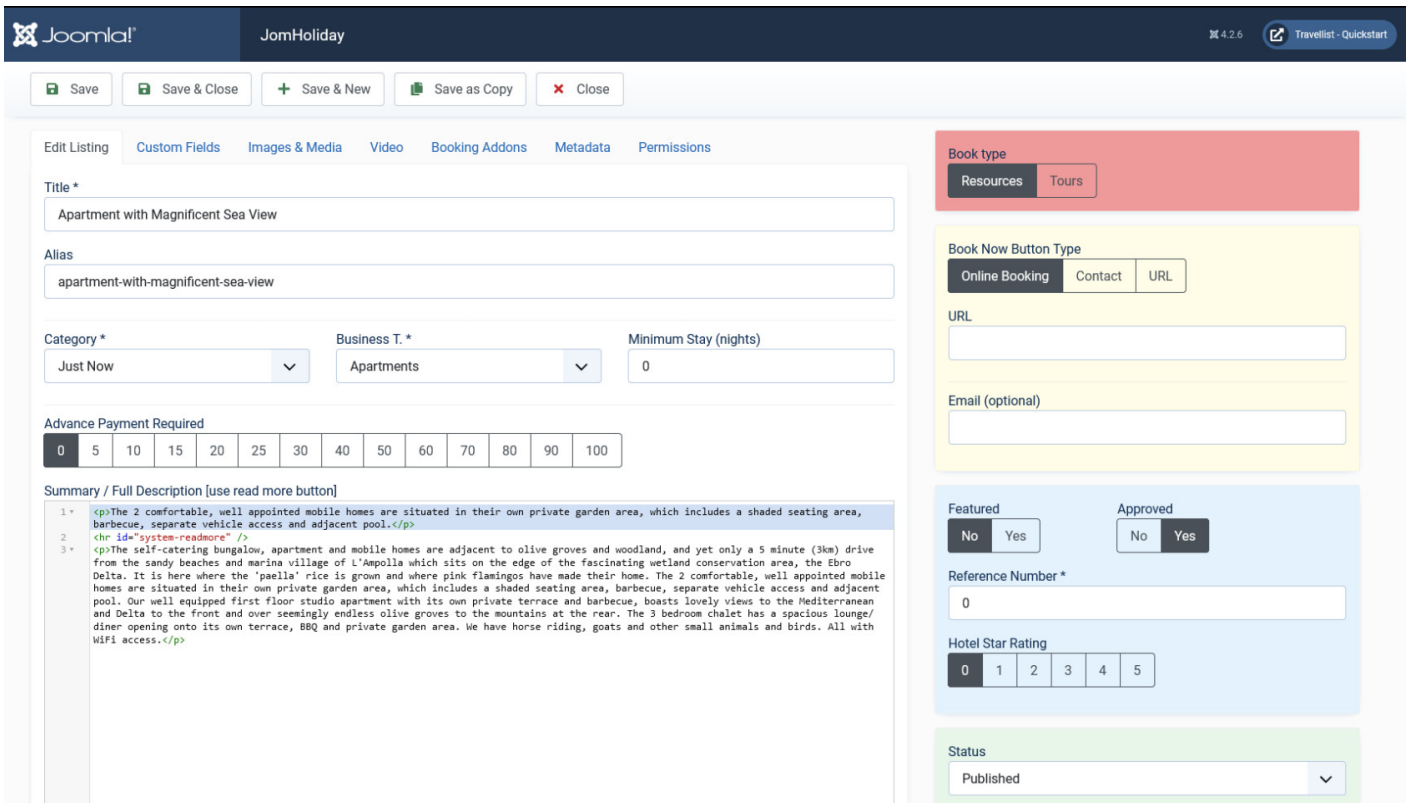 Joomla!
JomHoliday
4.2.6
Travellist - Quickstart
Save
Save & Close
Save & New
Save as Copy
Close
Edit Listing
Custom Fields
Images & Media
Video
Booking Addons
Metadata
Permissions
Title *
Apartment with Magnificent Sea View
Alias
apartment-with-magnificent-sea-view
Category *
Business T. *
Minimum Stay (nights)
Just Now
Apartments
0
Advance Payment Required
0 5 10 15 20 25 30 40 50 60 70 80 90 100
Summary / Full Description [use read more button]
1 <p>The 2 comfortable, well appointed mobile homes are situated in their own private garden area, which includes a shaded seating area,
barbecue, separate vehicle access and adjacent pool.</p>
2 <hr id="system-readmore" />
3 <p>The self-catering bungalow, apartment and mobile homes are adjacent to olive groves and woodland, and yet only a 5 minute (3km) drive
from the sandy beaches and marina village of L'Ampolla which sits on the edge of the fascinating wetland conservation area, the Ebro
Delta. It is here where the 'paella' rice is grown and where pink flamingos have made their home. The 2 comfortable, well appointed mobile
homes are situated in their own private garden area, which includes a shaded seating area, barbecue, separate vehicle access and adjacent
pool. Our well equipped first floor studio apartment with its own private terrace and barbecue, boasts lovely views to the Mediterranean
and Delta to the front and over seemingly endless olive groves to the mountains at the rear. The 3 bedroom chalet has a spacious lounge/
diner opening onto its own terrace, BBQ and private garden area. We have horse riding, goats and other small animals and birds. All with
WiFi access.</p>
Book type
Resources
Tours
Book Now Button Type
Online Booking
Contact
URL
URL
Email (optional)
Featured
Approved
No Yes
No Yes
Reference Number *
0
Hotel Star Rating
0 1 2 3 4 5
Status
Published